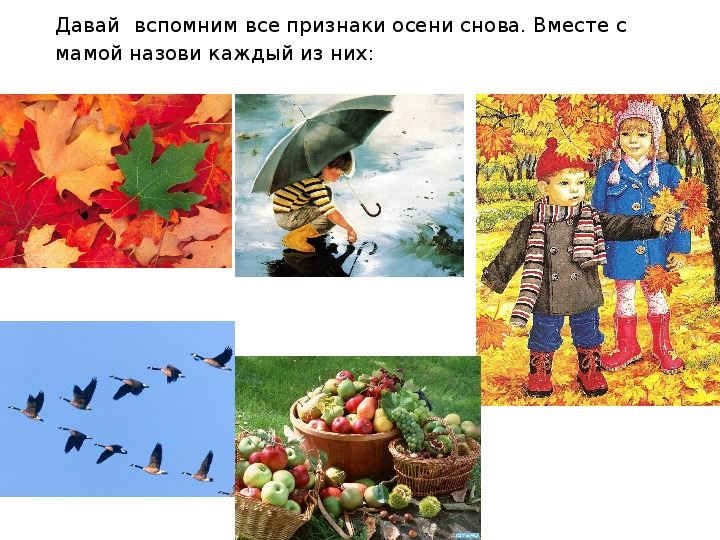 Давай вспомним все признаки осени снова. Вместе с
мамой назови каждый из них: